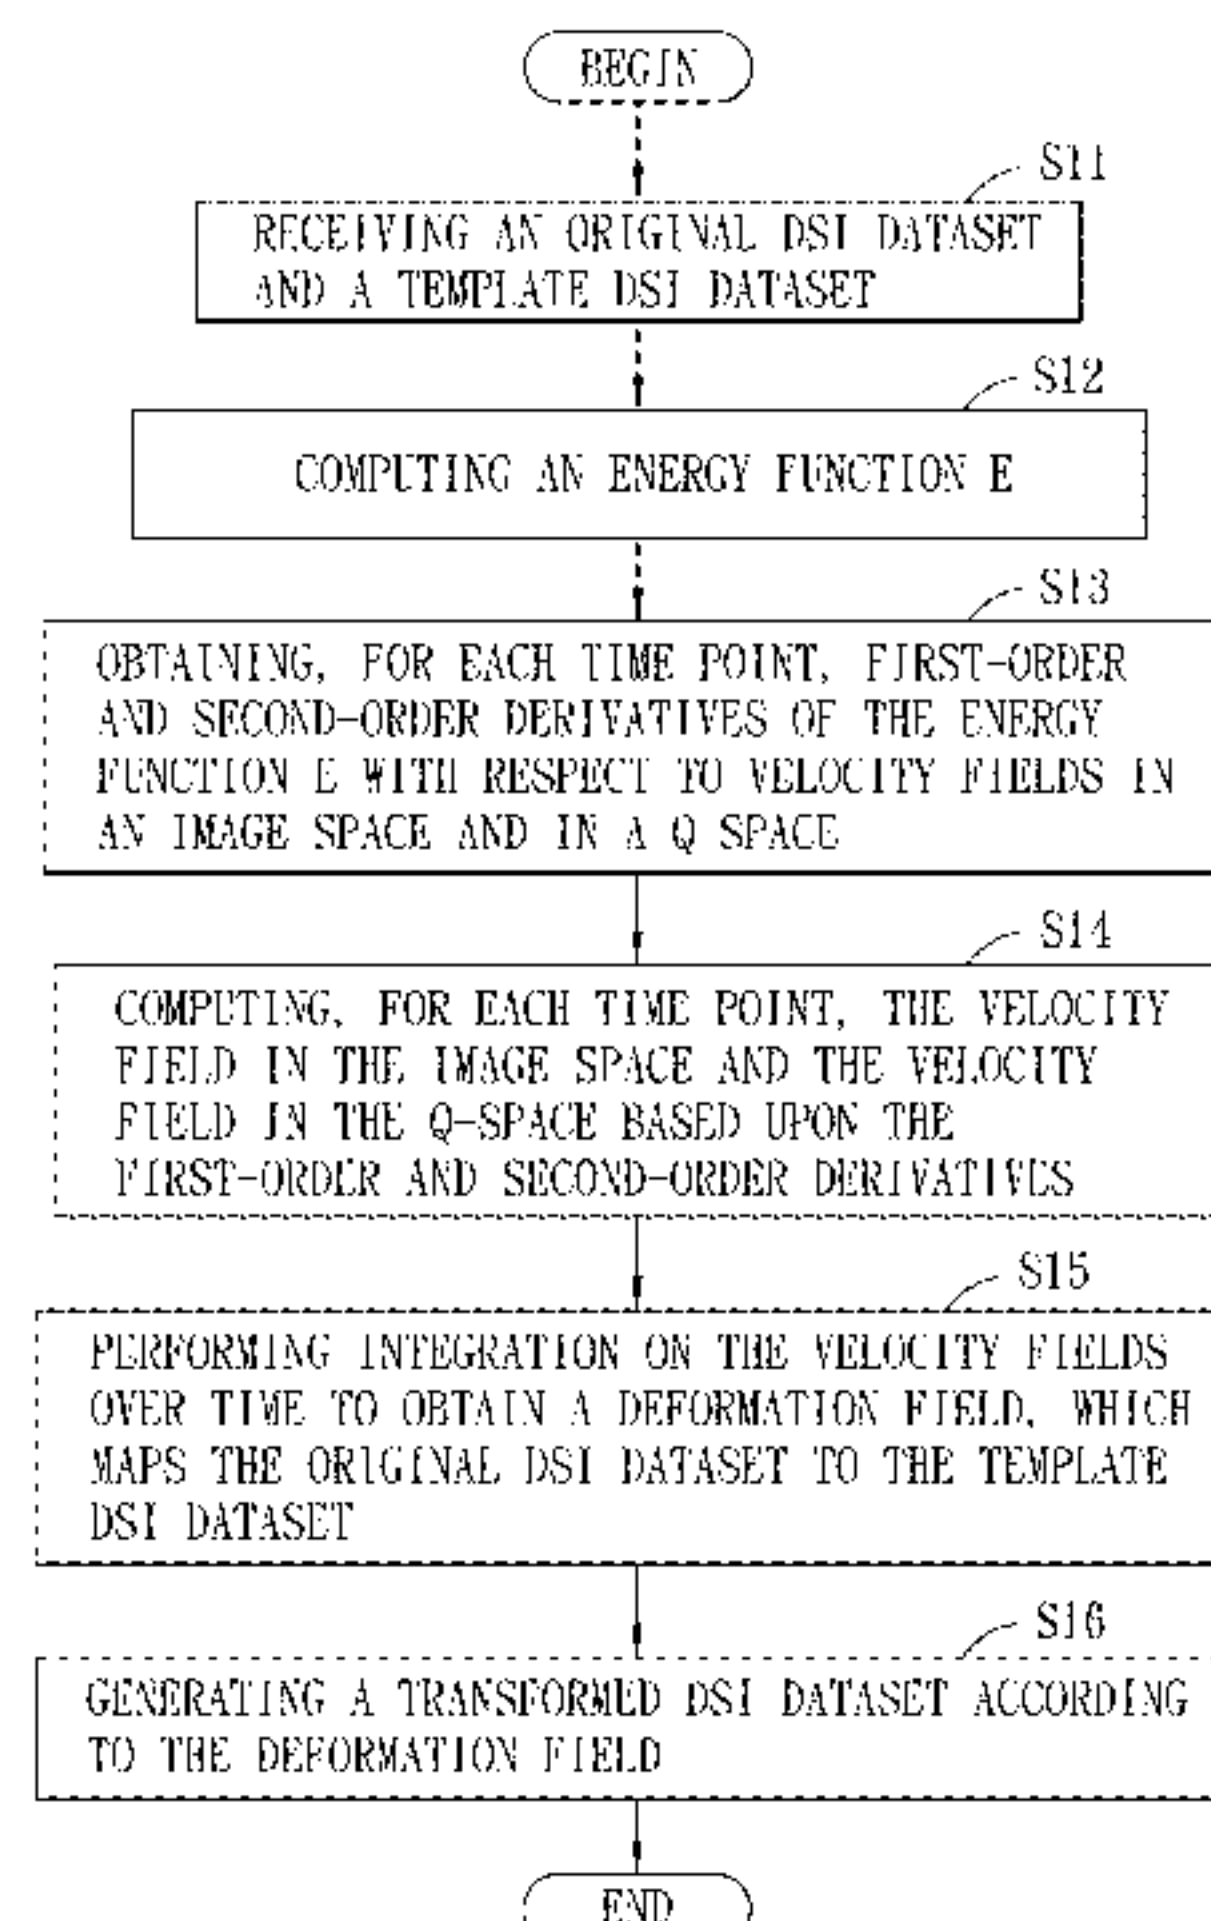 BEGIN
S11
RECEIVING AN ORIGINAL DSI DATASET
AND A TEMPLATE DSI DATASET
S12
COMPUTING AN ENERGY FUNCTION E
S13
OBTAINING, FOR EACH TIME POINT, FIRST-ORDER
AND SECOND-ORDER DERIVATIVES OF THE ENERGY
FUNCTION E WITH RESPECT TO VELOCITY FIELDS IN
AN IMAGE SPACE AND IN A Q SPACE
S14
COMPUTING, FOR EACH TIME POINT, THE VELOCITY
FIELD IN THE IMAGE SPACE AND THE VELOCITY
FIELD IN THE Q-SPACE BASED UPON THE
FIRST-ORDER AND SECOND-ORDER DERIVATIVES
S15
PERFORMING INTEGRATION ON THE VELOCITY FIELDS
OVER TIME TO OBTAIN A DEFORMATION FIELD, WHICH
MAPS THE ORIGINAL DSI DATASET TO THE TEMPLATE
DSI DATASET
S16
GENERATING A TRANSFORMED DSI DATASET ACCORDING
TO THE DEFORMATION FIELD
END